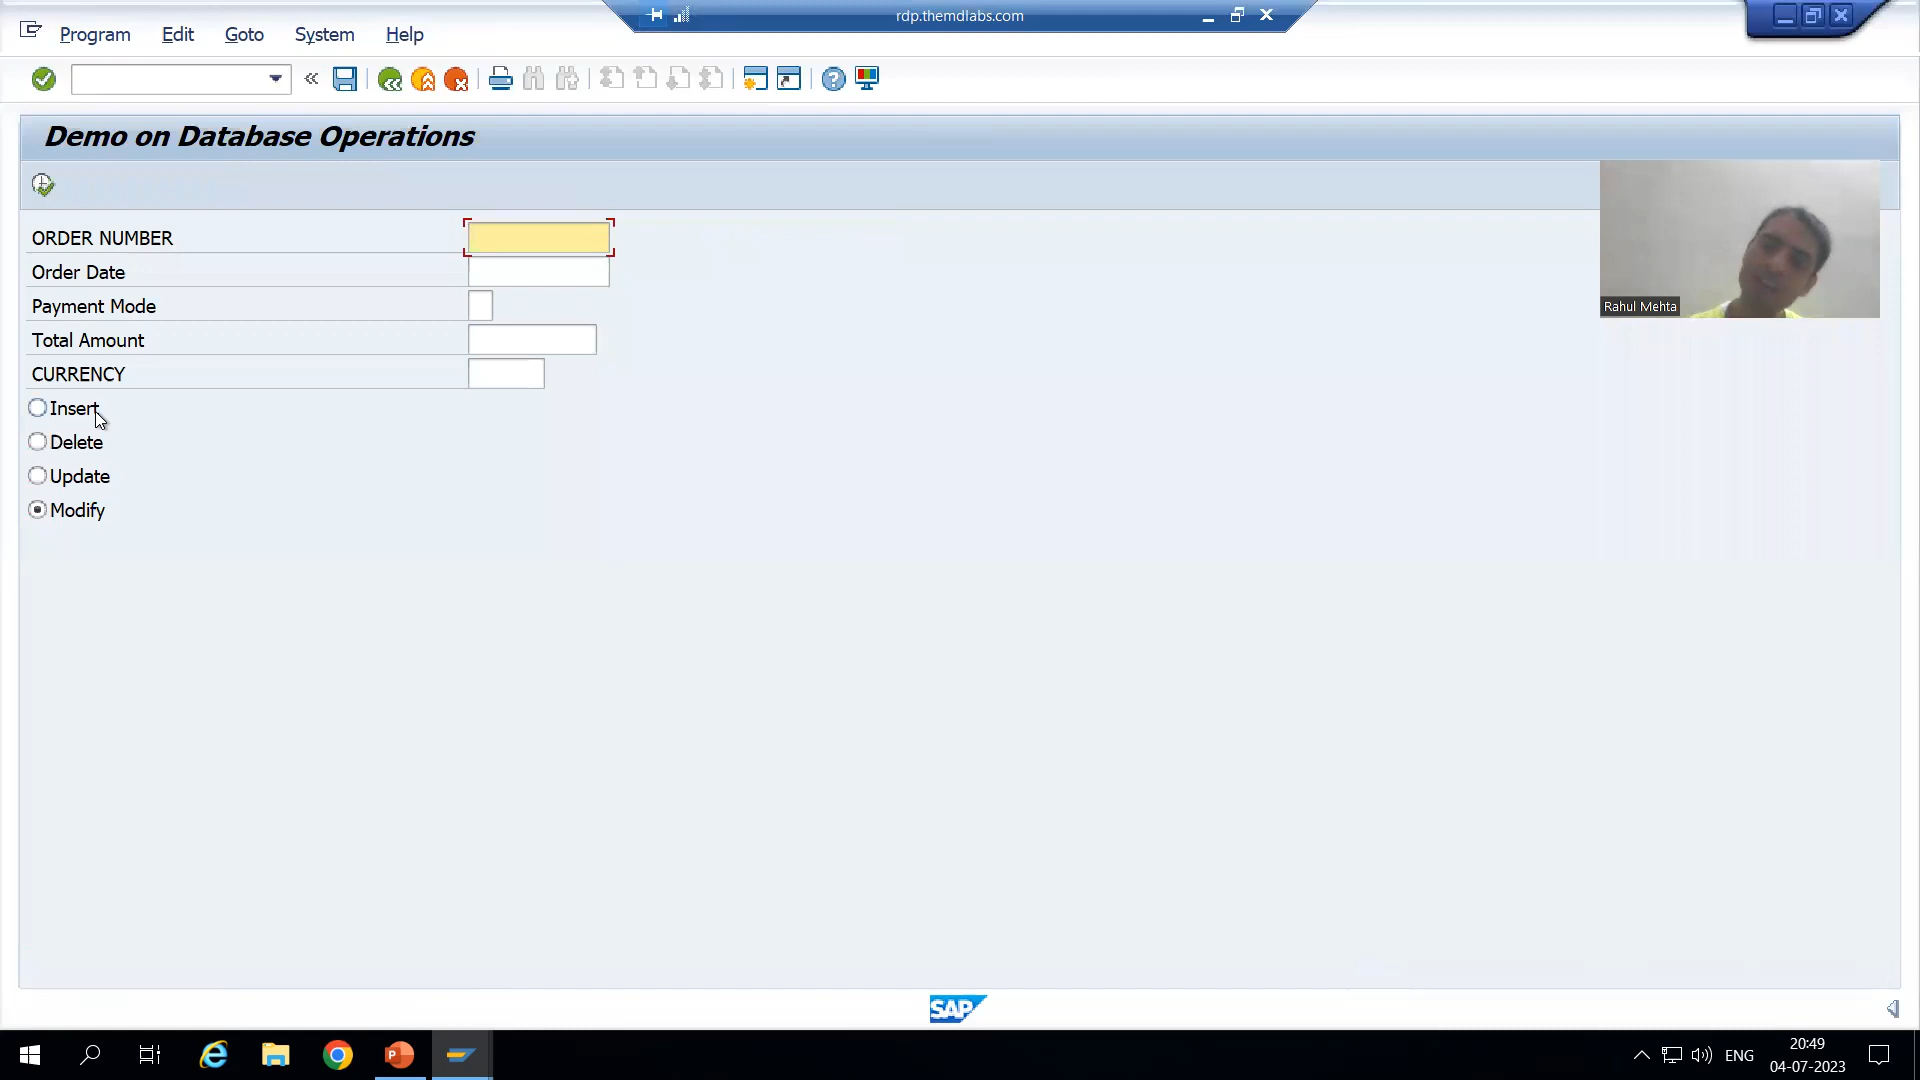 rdp.themdlabs.com
Program Edit Goto System Help
Demo on Database Operations
ORDER NUMBER
Order Date
Payment Mode
Total Amount
CURRENCY
Insert
Delete
Update
Modify
Rahul Mehta
SAP
ENG
20:49
04-07-2023